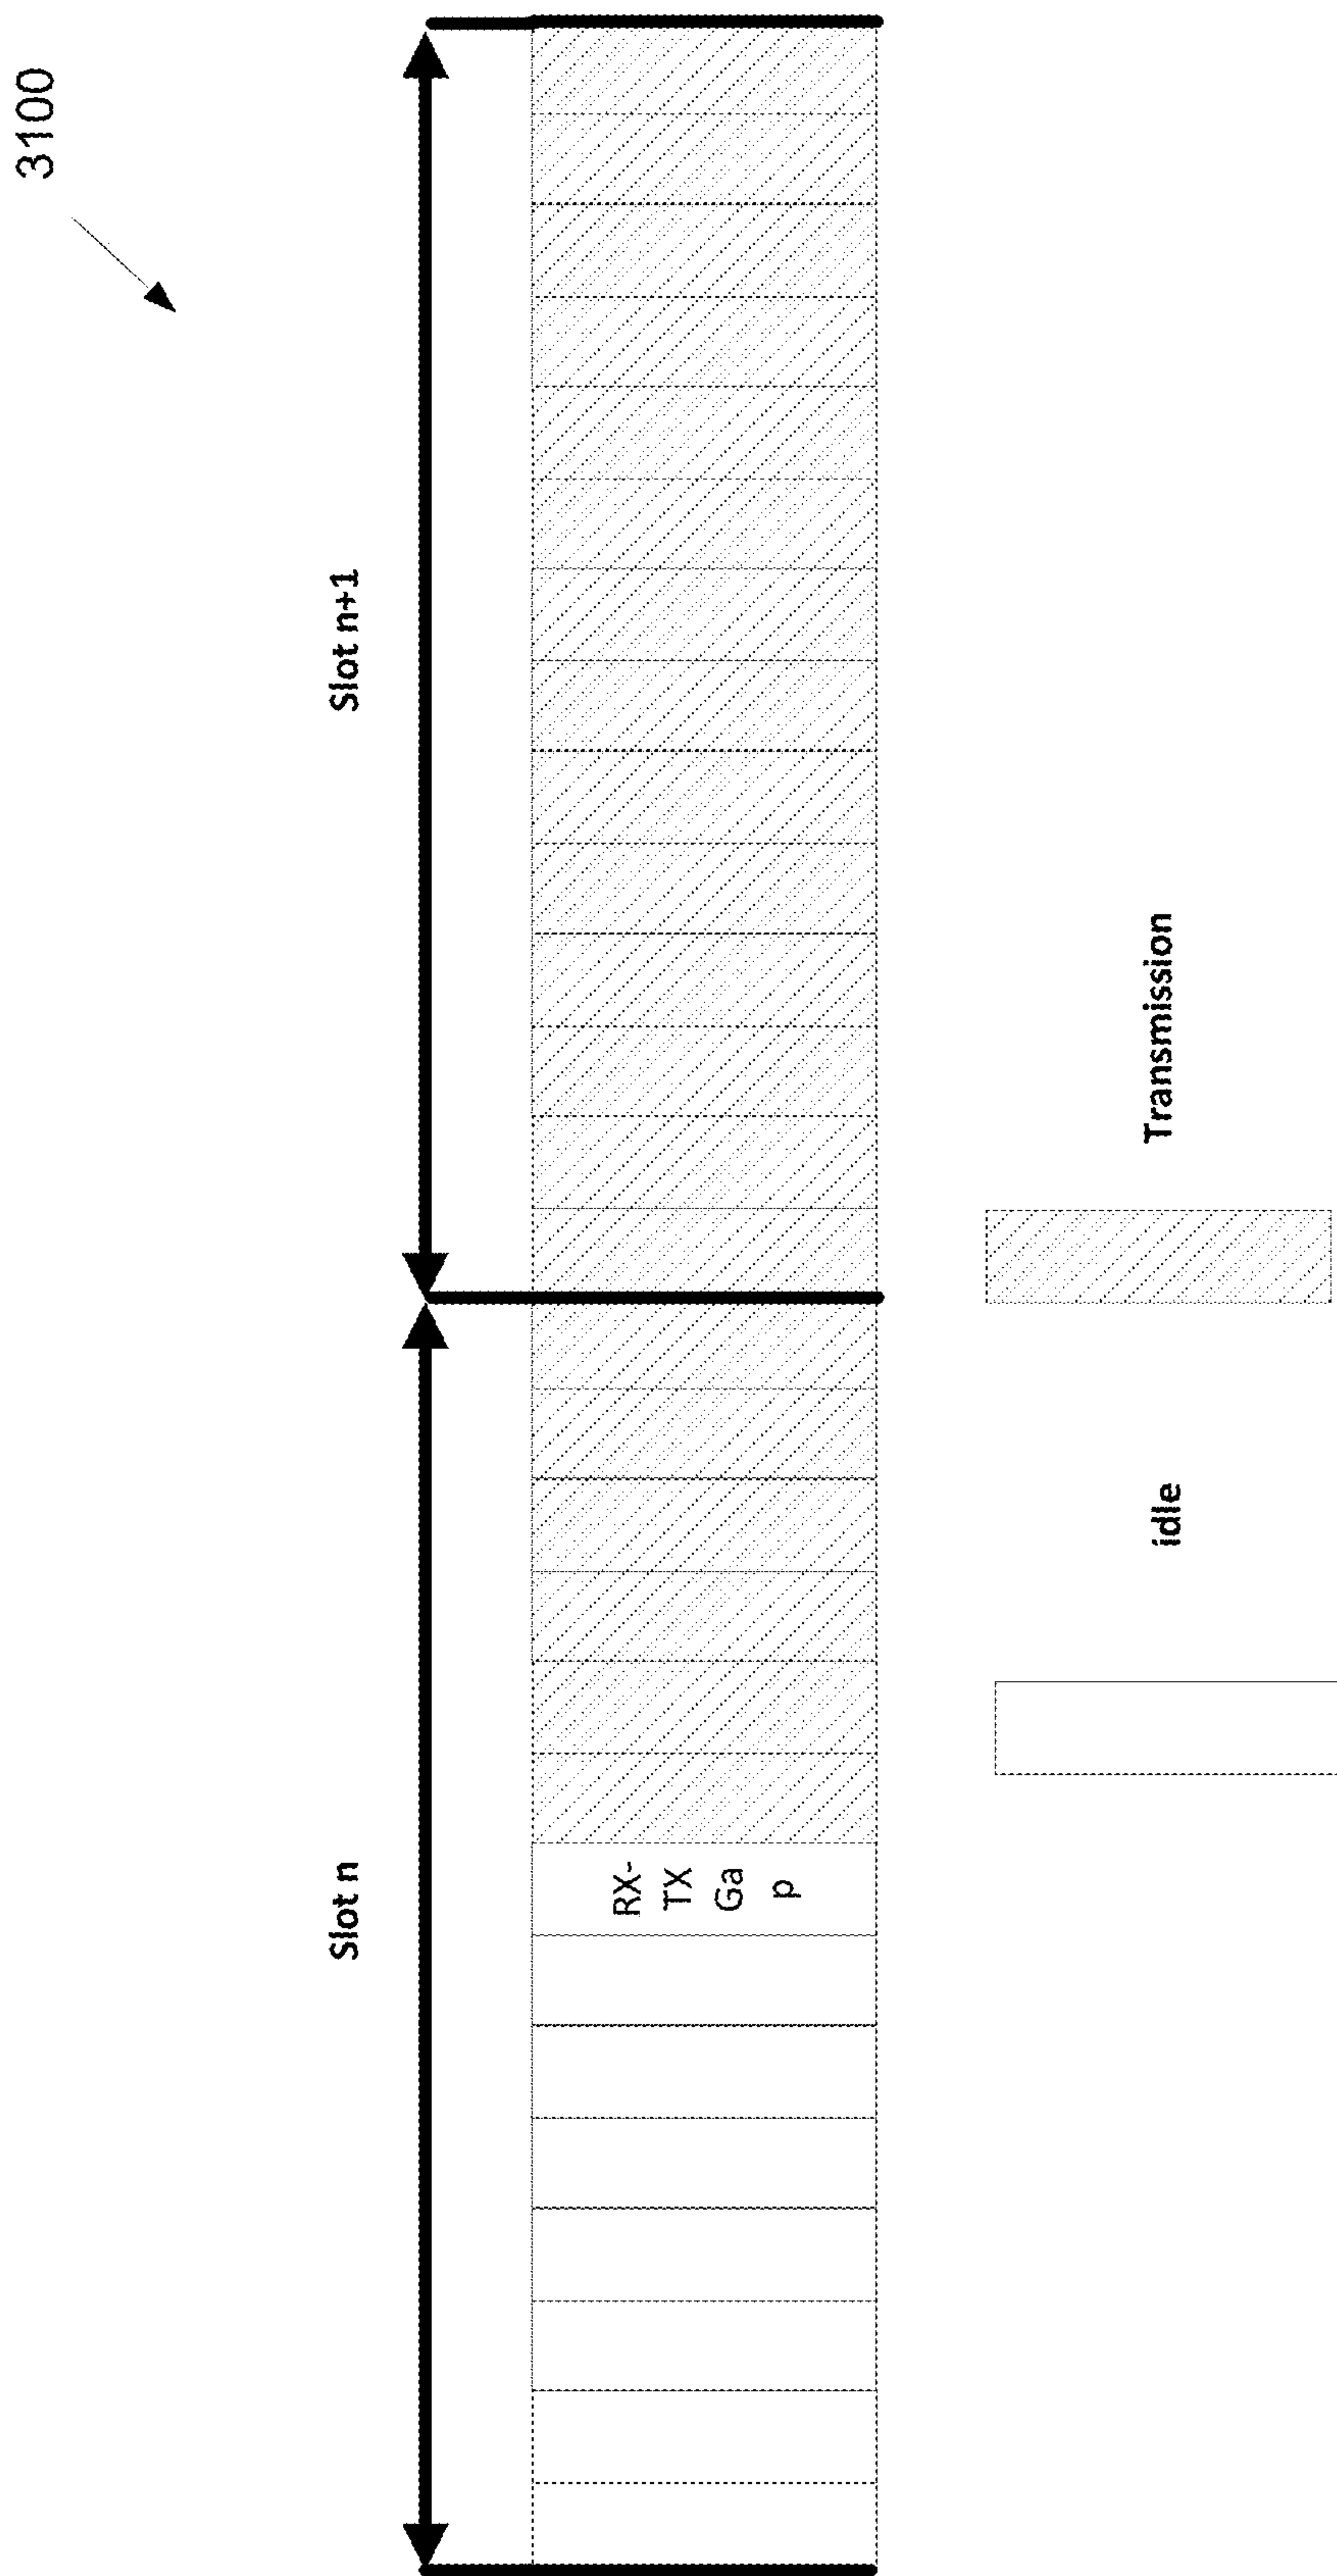 3100
Slot n
Slot n+1
RX-
TX
Ga
p
idle
Transmission